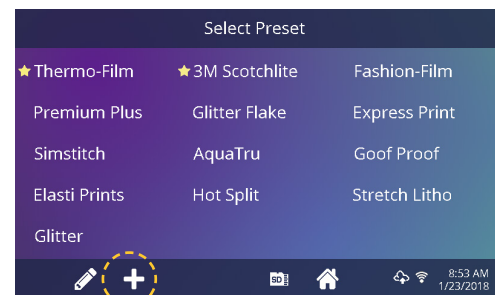 Select Preset
Thermo-Film 3M Scotchlite Fashion-Film
Premium Plus Glitter Flake Express Print
Simstitch AquaTru Goof Proof
Elasti Prints Hot Split Stretch Litho
Glitter
SD 8:53 AM
1/23/2018